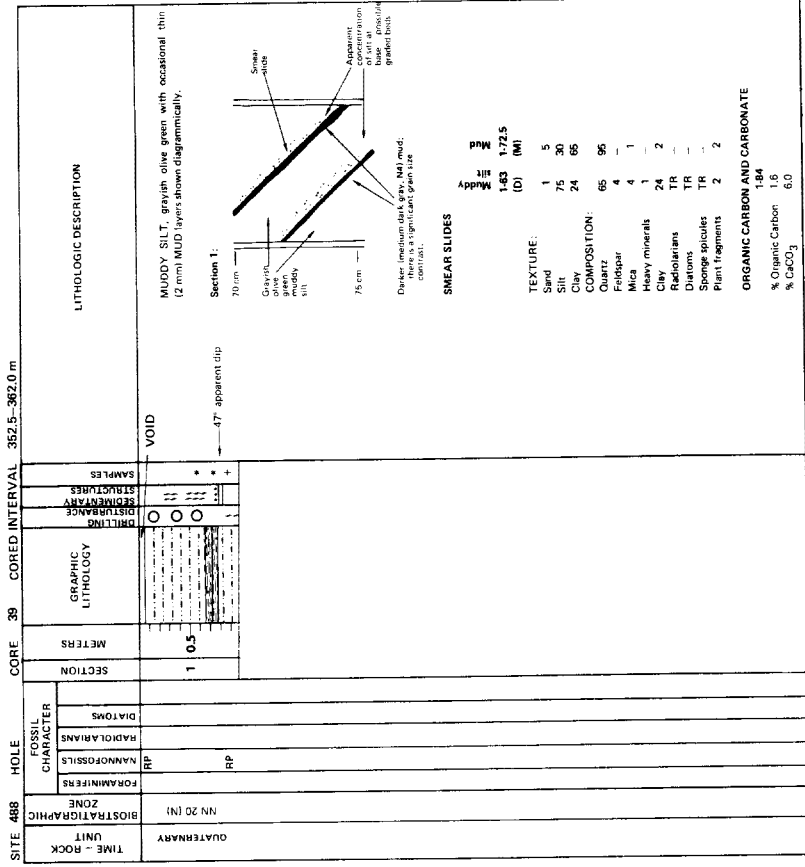 SITE 488 HOLE CORE 39 CORED INTERVAL 352.5–362.0 m
TIME – ROCK UNIT
BIOSTRATIGRAPHIC ZONE
FOSSIL CHARACTER
FORAMINIFERS
NANNOFOSSILS
RADIOLARIANS
DIATOMS
SECTION
METERS
GRAPHIC LITHOLOGY
DRILLING DISTURBANCE
SEDIMENTARY STRUCTURES
SAMPLES
LITHOLOGIC DESCRIPTION
QUATERNARY
NN 20 (N)
RP
RP
1
0.5
VOID
47° apparent dip
*
*
+
MUDDY SILT, grayish olive green with occasional thin
(2 mm) MUD layers shown diagrammically.
Section 1:
70 cm
Grayish
olive
green
muddy
silt
75 cm
Smear
slide
Apparent
concentration
of silt at
base possible
graded beds
Darker (medium dark gray, N4) mud;
there is a significant grain size
contrast.
SMEAR SLIDES
Muddy silt Mud
1-63 1-72.5
(D) (M)
TEXTURE:
Sand 1 5
Silt 75 30
Clay 24 65
COMPOSITION:
Quartz 65 95
Feldspar 4 –
Mica 4 1
Heavy minerals 1 –
Clay 24 2
Radiolarians TR –
Diatoms TR –
Sponge spicules TR –
Plant fragments 2 2
ORGANIC CARBON AND CARBONATE
1-84
% Organic Carbon 1.6
% CaCO3 6.0